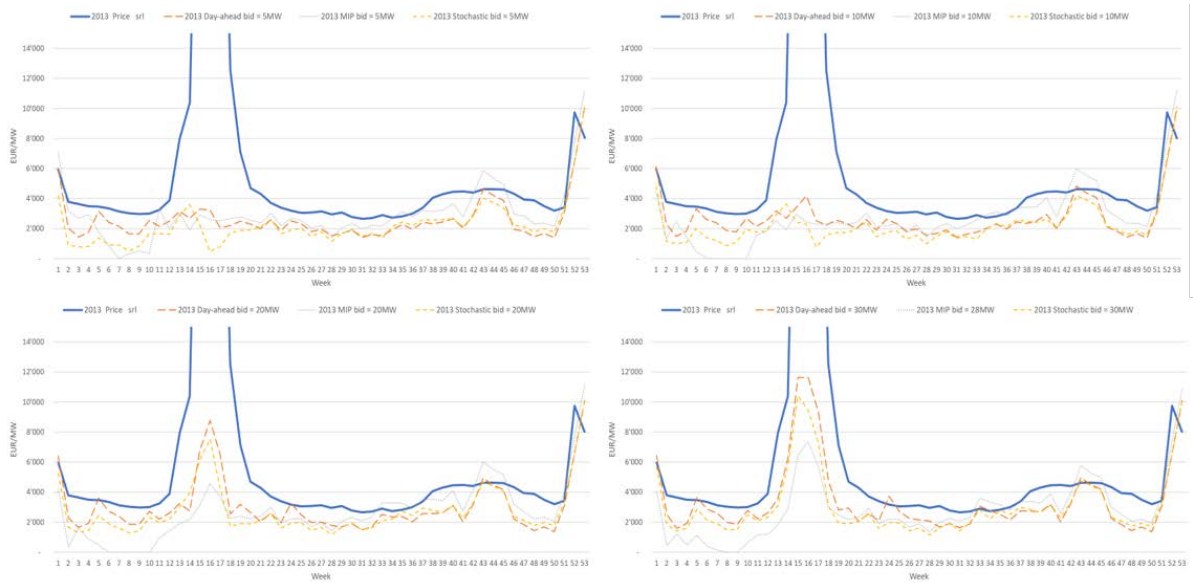 2013 Price srl 2013 Day-ahead bid = 5MW 2013 MIP bid = 5MW 2013 Stochastic bid = 5MW
14'000
12'000
10'000
8'000
6'000
4'000
2'000
-
EUR/MW
1 2 3 4 5 6 7 8 9 10 11 12 13 14 15 16 17 18 19 20 21 22 23 24 25 26 27 28 29 30 31 32 33 34 35 36 37 38 39 40 41 42 43 44 45 46 47 48 49 50 51 52 53
Week
2013 Price srl 2013 Day-ahead bid = 10MW 2013 MIP bid = 10MW 2013 Stochastic bid = 10MW
14'000
12'000
10'000
8'000
6'000
4'000
2'000
-
EUR/MW
1 2 3 4 5 6 7 8 9 10 11 12 13 14 15 16 17 18 19 20 21 22 23 24 25 26 27 28 29 30 31 32 33 34 35 36 37 38 39 40 41 42 43 44 45 46 47 48 49 50 51 52 53
Week
2013 Price srl 2013 Day-ahead bid = 20MW 2013 MIP bid = 20MW 2013 Stochastic bid = 20MW
14'000
12'000
10'000
8'000
6'000
4'000
2'000
-
EUR/MW
1 2 3 4 5 6 7 8 9 10 11 12 13 14 15 16 17 18 19 20 21 22 23 24 25 26 27 28 29 30 31 32 33 34 35 36 37 38 39 40 41 42 43 44 45 46 47 48 49 50 51 52 53
Week
2013 Price srl 2013 Day-ahead bid = 30MW 2013 MIP bid = 28MW 2013 Stochastic bid = 30MW
14'000
12'000
10'000
8'000
6'000
4'000
2'000
-
EUR/MW
1 2 3 4 5 6 7 8 9 10 11 12 13 14 15 16 17 18 19 20 21 22 23 24 25 26 27 28 29 30 31 32 33 34 35 36 37 38 39 40 41 42 43 44 45 46 47 48 49 50 51 52 53
Week